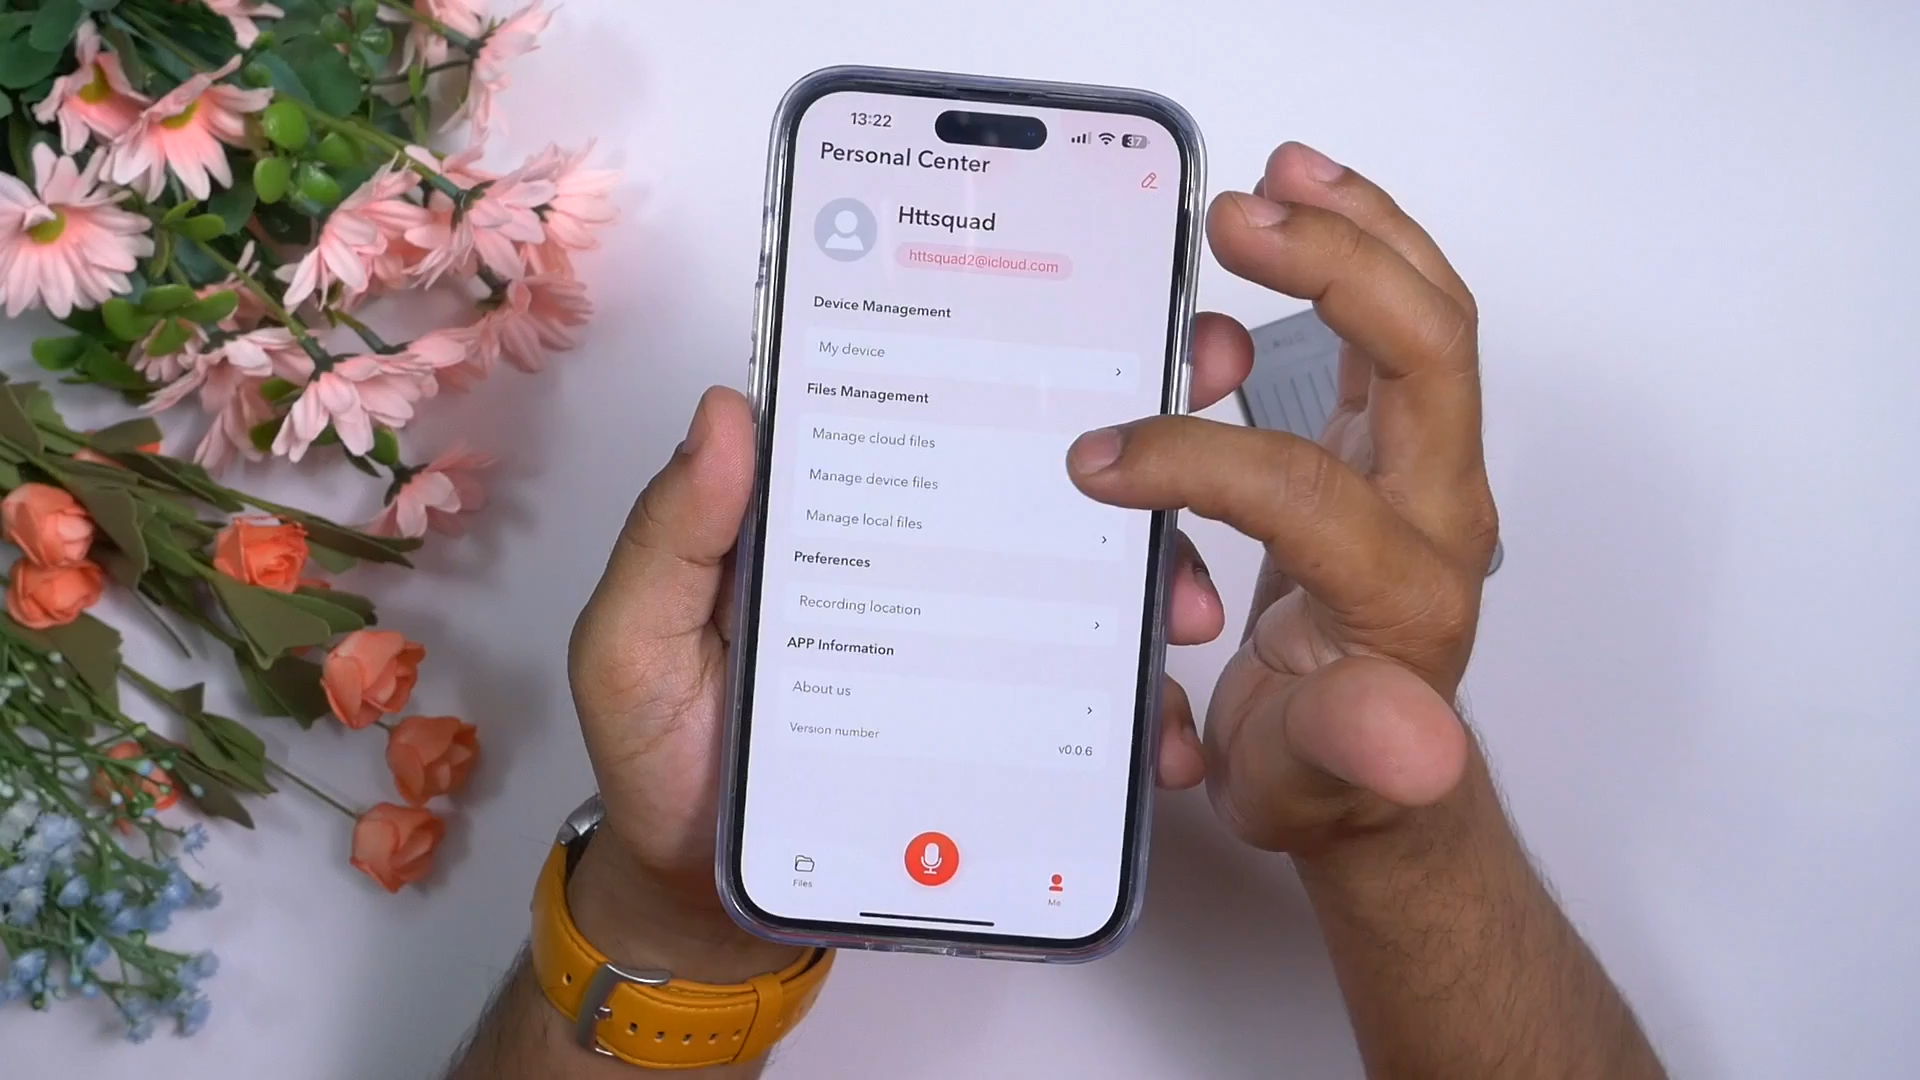 13:22
37
Personal Center
Httsquad
httsquad2@icloud.com
Device Management
My device
Files Management
Manage cloud files
Manage device files
Manage local files
Preferences
Recording location
APP Information
About us
Version number
v0.0.6
Files
Me